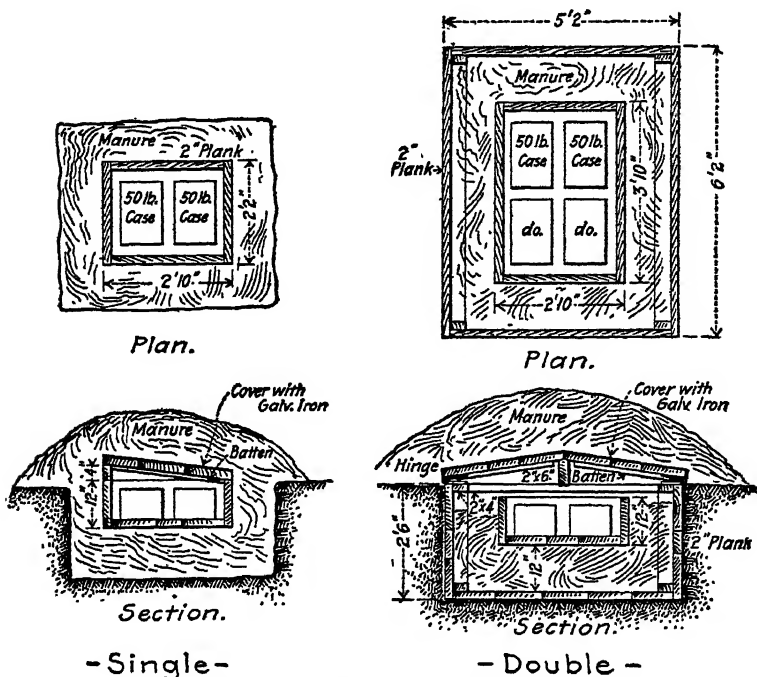 Manure
2" Plank
50 lb.
Case
50 lb.
Case
2'2"
2'10"
Plan.
5'2"
Manure
2"
Plank
50 lb.
Case
50 lb.
Case
do.
do.
3'10"
6'2"
2'10"
Plan.
Cover with
Galv. Iron
Manure
Batten
4"
12"
Section.
Cover with
Galv. Iron
Manure
Hinge
2"x6"
Batten
2"x4"
12"
2'6"
2" Plank
12"
Section.
- Single -
- Double -